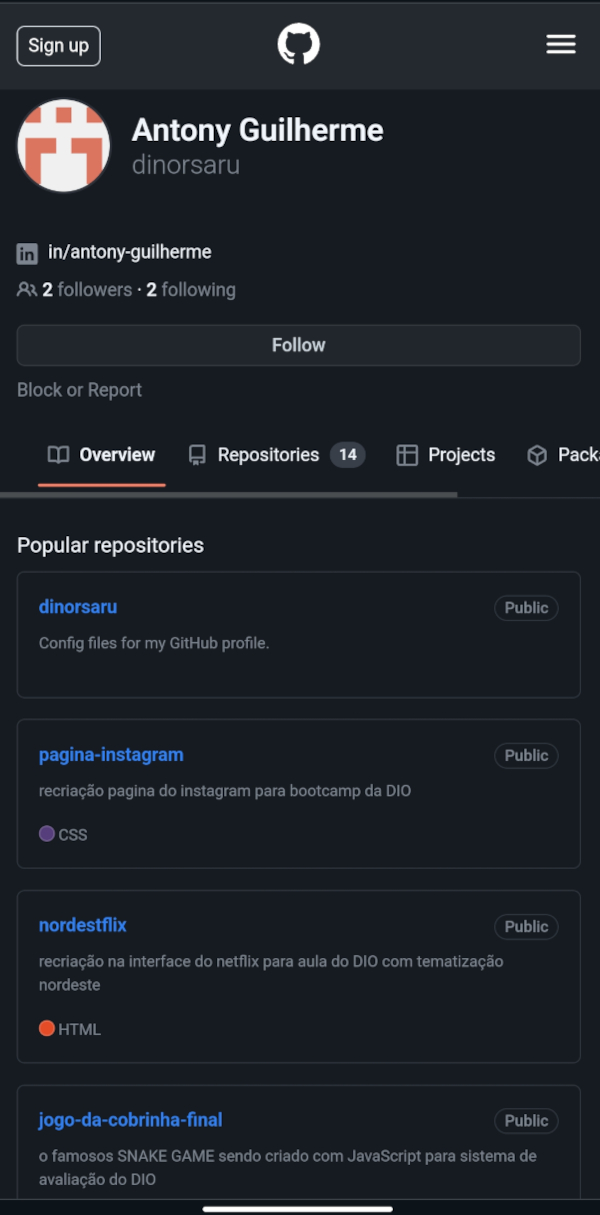 Sign up
Antony Guilherme
dinorsaru
in/antony-guilherme
2 followers · 2 following
Follow
Block or Report
Overview Repositories 14 Projects Packa
Popular repositories
dinorsaru Public
Config files for my GitHub profile.
pagina-instagram Public
recriação pagina do instagram para bootcamp da DIO
CSS
nordestflix Public
recriação na interface do netflix para aula do DIO com tematização
nordeste
HTML
jogo-da-cobrinha-final Public
o famosos SNAKE GAME sendo criado com JavaScript para sistema de
avaliação do DIO